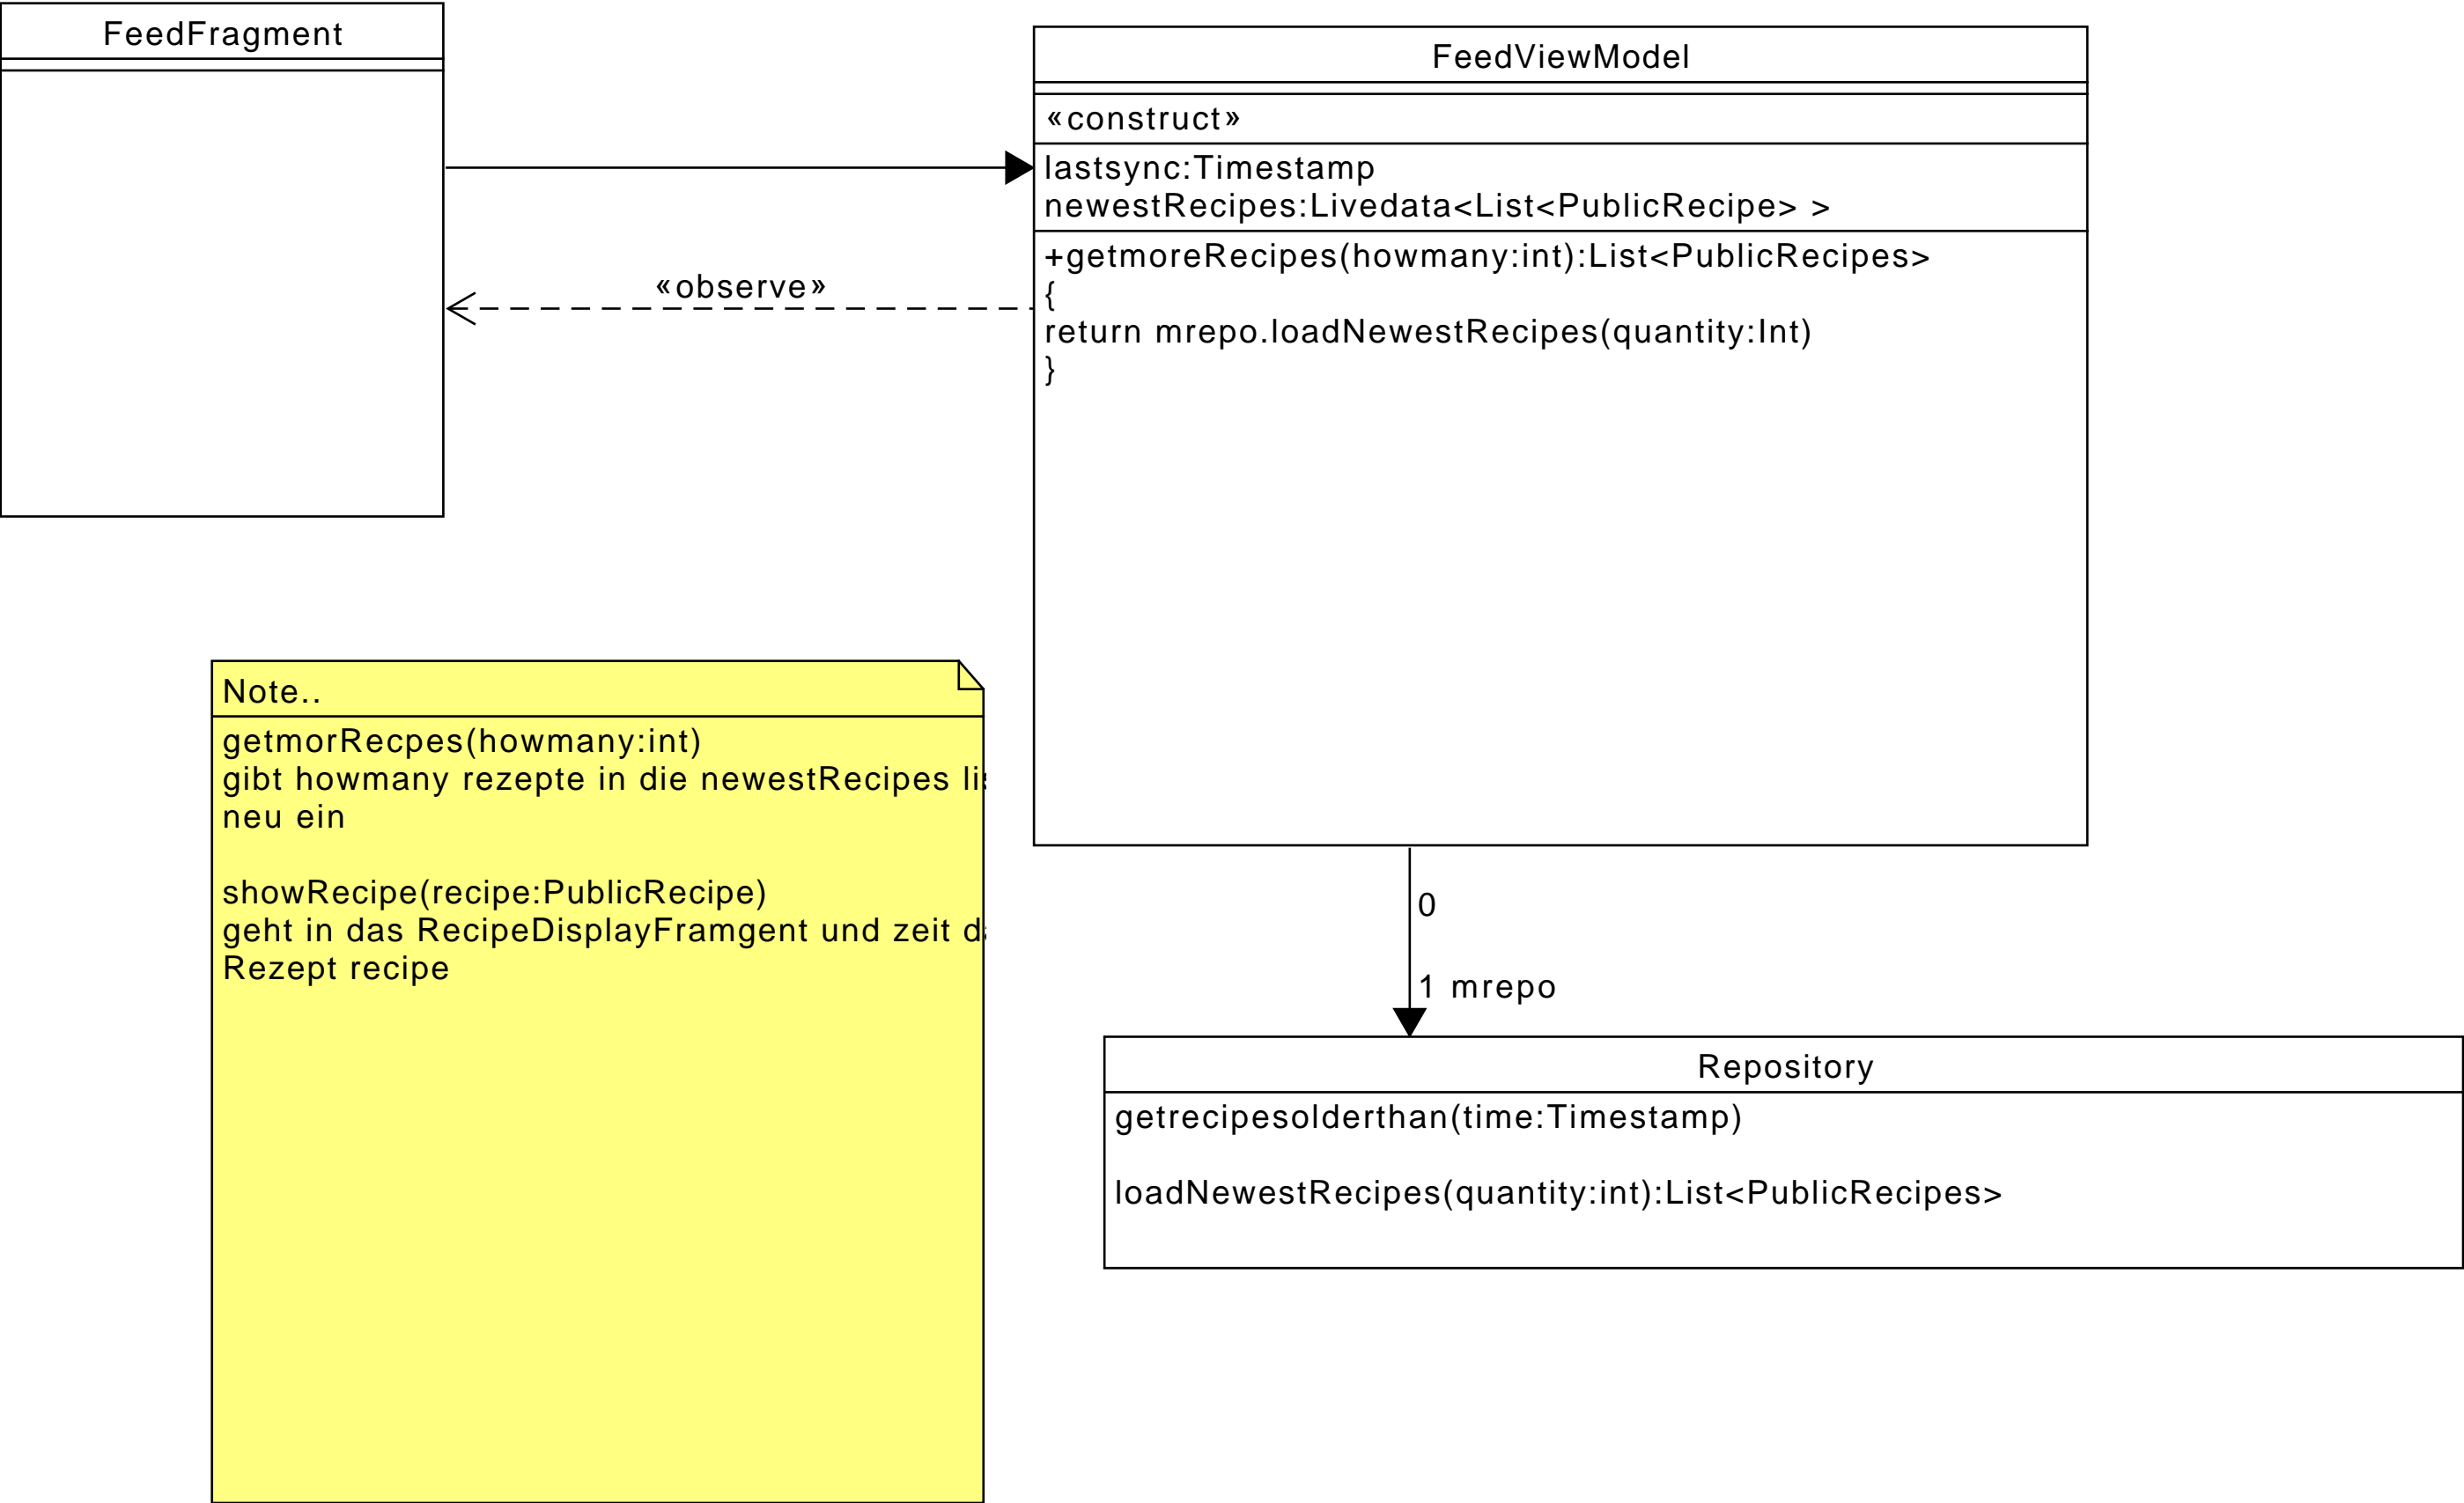 FeedFragment
FeedViewModel
«construct»
lastsync:Timestamp
newestRecipes:Livedata<List<PublicRecipe> >
+getmoreRecipes(howmany:int):List<PublicRecipes>
{
return mrepo.loadNewestRecipes(quantity:Int)
}
«observe»
Note..
getmorRecpes(howmany:int)
gibt howmany rezepte in die newestRecipes
neu ein
showRecipe(recipe:PublicRecipe)
geht in das RecipeDisplayFramgent und zeit
Rezept recipe
0
1 mrepo
Repository
getrecipesolderthan(time:Timestamp)
loadNewestRecipes(quantity:int):List<PublicRecipes>